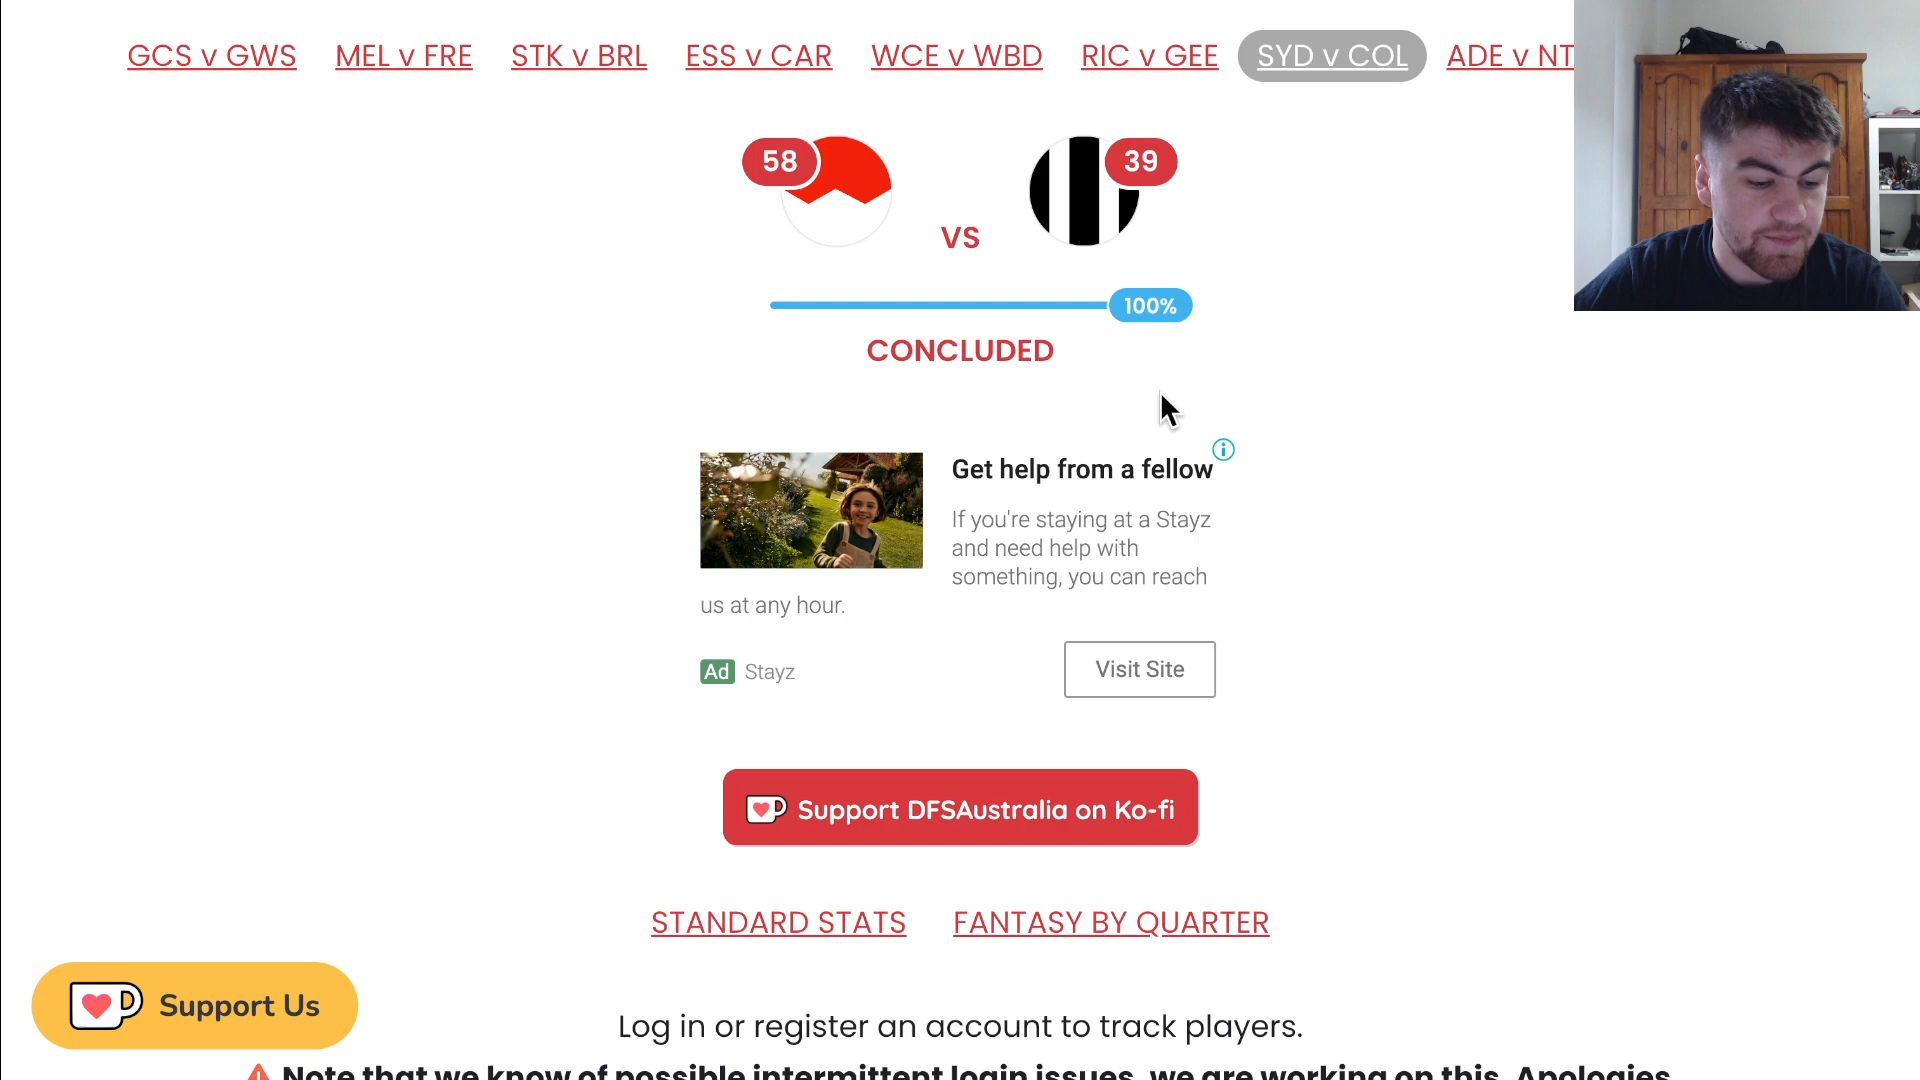 GCS v GWS MEL v FRE STK v BRL ESS v CAR WCE v WBD RIC v GEE SYD v COL ADE v NT
58 39
VS
100%
CONCLUDED
Get help from a fellow
If you're staying at a Stayz
and need help with
something, you can reach
us at any hour.
Ad Stayz
Visit Site
Support DFSAustralia on Ko-fi
STANDARD STATS FANTASY BY QUARTER
Support Us
Log in or register an account to track players.
Note that we know of possible intermittent login issues, we are working on this. Apologies